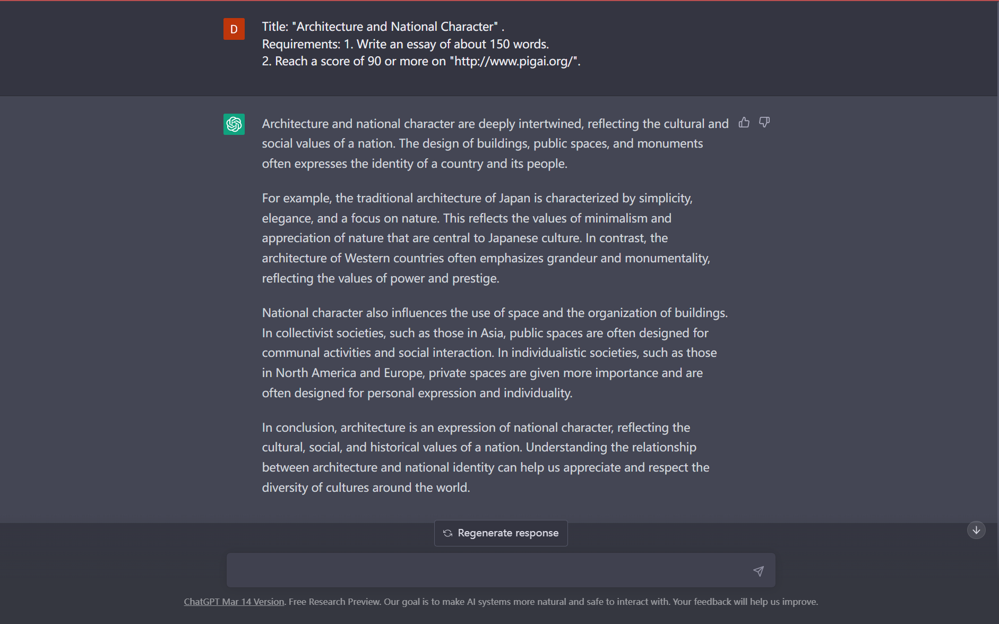 D
Title: "Architecture and National Character" .
Requirements: 1. Write an essay of about 150 words.
2. Reach a score of 90 or more on "http://www.pigai.org/".
Architecture and national character are deeply intertwined, reflecting the cultural and
social values of a nation. The design of buildings, public spaces, and monuments
often expresses the identity of a country and its people.
For example, the traditional architecture of Japan is characterized by simplicity,
elegance, and a focus on nature. This reflects the values of minimalism and
appreciation of nature that are central to Japanese culture. In contrast, the
architecture of Western countries often emphasizes grandeur and monumentality,
reflecting the values of power and prestige.
National character also influences the use of space and the organization of buildings.
In collectivist societies, such as those in Asia, public spaces are often designed for
communal activities and social interaction. In individualistic societies, such as those
in North America and Europe, private spaces are given more importance and are
often designed for personal expression and individuality.
In conclusion, architecture is an expression of national character, reflecting the
cultural, social, and historical values of a nation. Understanding the relationship
between architecture and national identity can help us appreciate and respect the
diversity of cultures around the world.
Regenerate response
ChatGPT Mar 14 Version. Free Research Preview. Our goal is to make AI systems more natural and safe to interact with. Your feedback will help us improve.